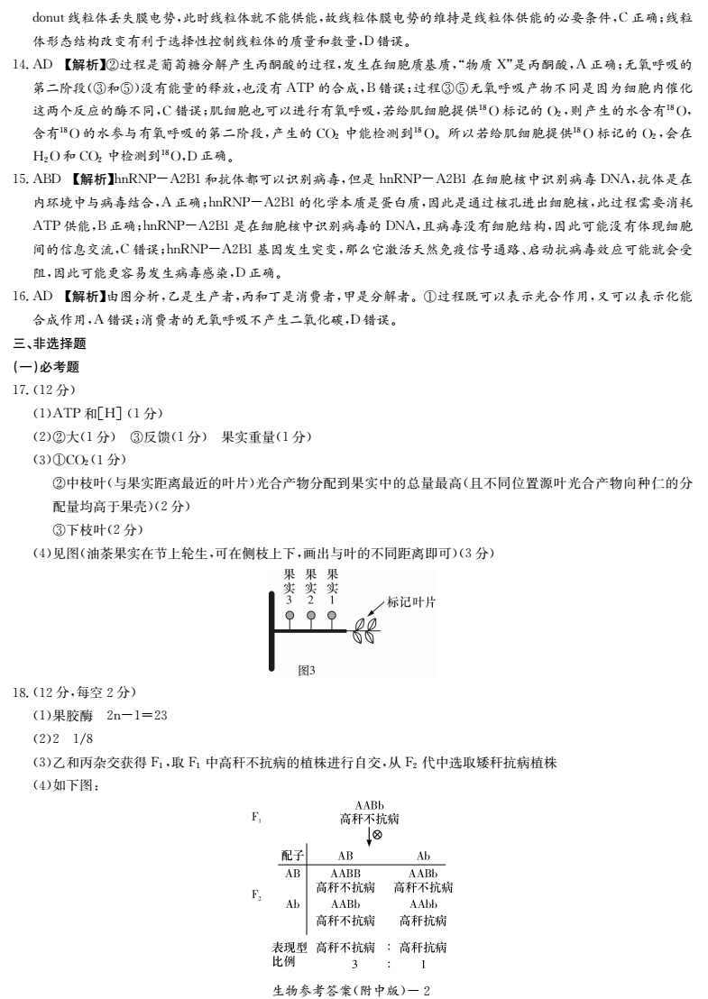 donut 线粒体丢失膜电势,此时线粒体就不能供能,故线粒体膜电势的维持是线粒体供能的必要条件,C 正确;线粒
体形态结构改变有利于选择性控制线粒体的质量和数量,D 错误。
14. AD 【解析】②过程是葡萄糖分解产生丙酮酸的过程,发生在细胞质基质,“物质 X”是丙酮酸,A 正确;无氧呼吸的
第二阶段(③和⑤)没有能量的释放,也没有 ATP 的合成,B 错误;过程③⑤无氧呼吸产物不同是因为细胞内催化
这两个反应的酶不同,C 错误;肌细胞也可以进行有氧呼吸,若给肌细胞提供¹⁸O 标记的 O₂,则产生的水含有¹⁸O,
含有¹⁸O 的水参与有氧呼吸的第二阶段,产生的 CO₂ 中能检测到¹⁸O。所以若给肌细胞提供¹⁸O 标记的 O₂,会在
H₂O 和 CO₂ 中检测到¹⁸O,D 正确。
15. ABD 【解析】hnRNP－A2B1 和抗体都可以识别病毒,但是 hnRNP－A2B1 在细胞核中识别病毒 DNA,抗体是在
内环境中与病毒结合,A 正确;hnRNP－A2B1 的化学本质是蛋白质,因此是通过核孔进出细胞核,此过程需要消耗
ATP 供能,B 正确;hnRNP－A2B1 是在细胞核中识别病毒的 DNA,且病毒没有细胞结构,因此可能没有体现细胞
间的信息交流,C 错误;hnRNP－A2B1 基因发生突变,那么它激活天然免疫信号通路、启动抗病毒效应可能就会受
阻,因此可能更容易发生病毒感染,D 正确。
16. AD 【解析】由图分析,乙是生产者,丙和丁是消费者,甲是分解者。①过程既可以表示光合作用,又可以表示化能
合成作用,A 错误;消费者的无氧呼吸不产生二氧化碳,D 错误。
三、非选择题
(一)必考题
17. (12 分)
(1)ATP 和[H] (1 分)
(2)②大(1 分) ③反馈(1 分) 果实重量(1 分)
(3)①CO₂(1 分)
②中枝叶(与果实距离最近的叶片)光合产物分配到果实中的总量最高(且不同位置源叶光合产物向种仁的分
配量均高于果壳)(2 分)
③下枝叶(2 分)
(4)见图(油茶果实在节上轮生,可在侧枝上下,画出与叶的不同距离即可)(3 分)
果实3 果实2 果实1
标记叶片
图3
18. (12 分,每空 2 分)
(1)果胶酶 2n－1＝23
(2)2 1/8
(3)乙和丙杂交获得 F₁,取 F₁ 中高秆不抗病的植株进行自交,从 F₂ 代中选取矮秆抗病植株
(4)如下图:
AABb
F₁ 高秆不抗病
⊗
配子 AB Ab
AB AABB AABb
高秆不抗病 高秆不抗病
F₂
Ab AABb AAbb
高秆不抗病 高秆抗病
表现型 高秆不抗病 : 高秆抗病
比例 3 : 1
生物参考答案(附中版)－ 2